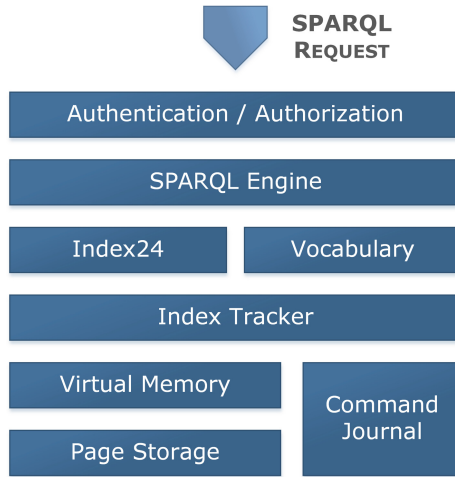 SPARQL
REQUEST
Authentication / Authorization
SPARQL Engine
Index24
Vocabulary
Index Tracker
Virtual Memory
Page Storage
Command
Journal